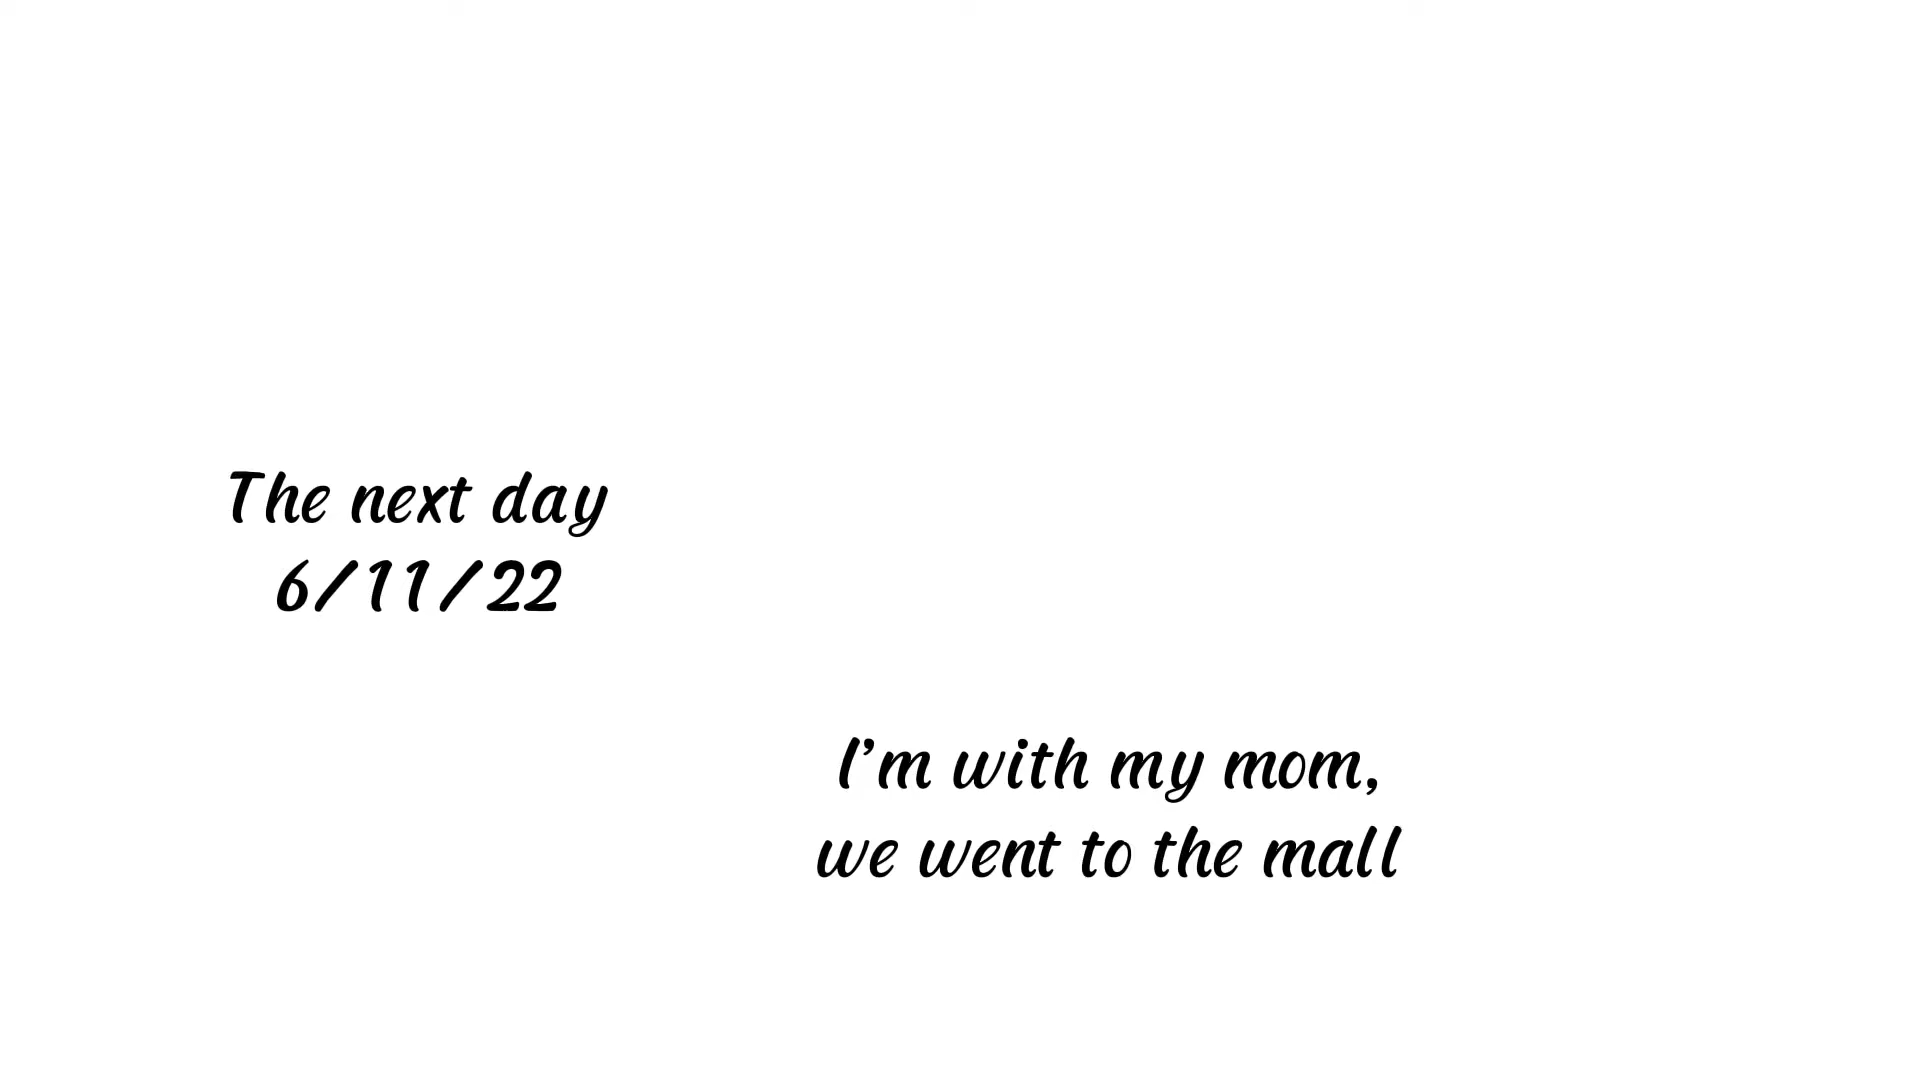 The next day
6/11/22
I'm with my mom,
we went to the mall